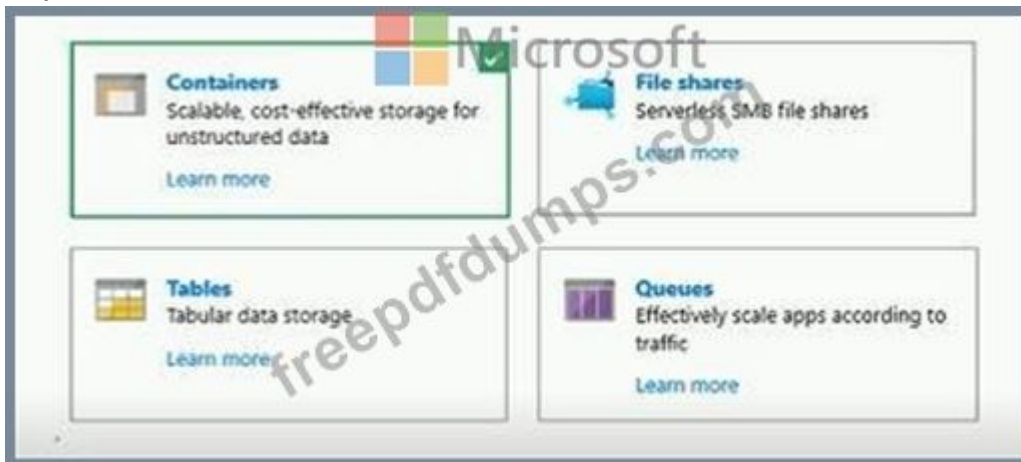 Microsoft
Containers
Scalable, cost-effective storage for
unstructured data
Learn more
File shares
Serverless SMB file shares
Learn more
Tables
Tabular data storage
Learn more
Queues
Effectively scale apps according to
traffic
Learn more
freepdfdumps.com